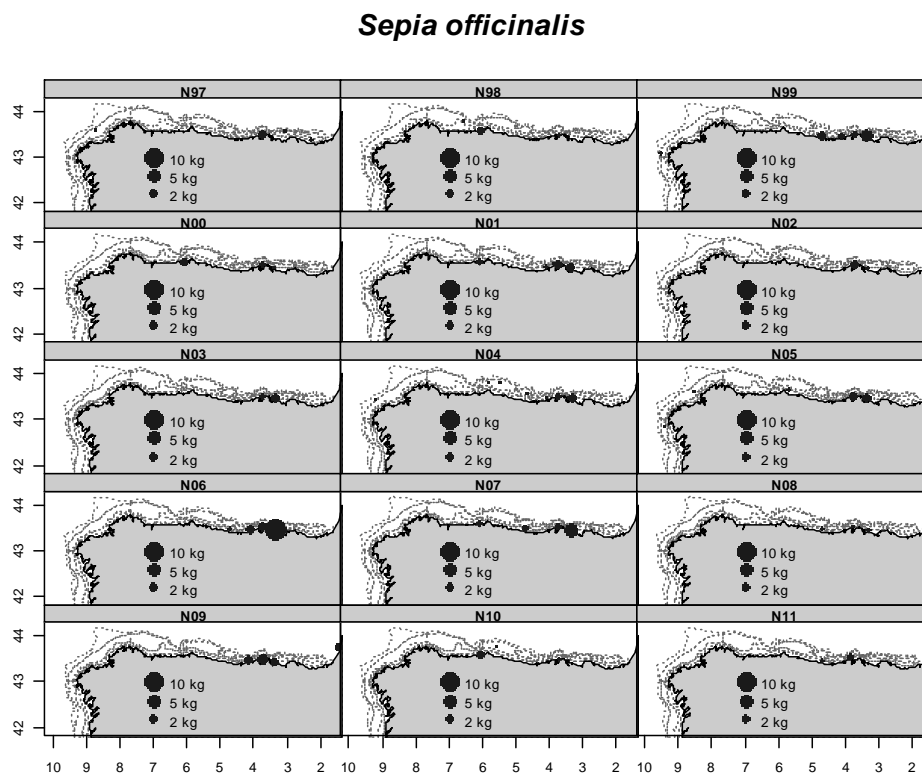 Sepia officinalis
N97 N98 N99
44
43
42
10 kg 10 kg 10 kg
5 kg 5 kg 5 kg
2 kg 2 kg 2 kg
N00 N01 N02
44
43
42
10 kg 10 kg 10 kg
5 kg 5 kg 5 kg
2 kg 2 kg 2 kg
N03 N04 N05
44
43
42
10 kg 10 kg 10 kg
5 kg 5 kg 5 kg
2 kg 2 kg 2 kg
N06 N07 N08
44
43
42
10 kg 10 kg 10 kg
5 kg 5 kg 5 kg
2 kg 2 kg 2 kg
N09 N10 N11
44
43
42
10 kg 10 kg 10 kg
5 kg 5 kg 5 kg
2 kg 2 kg 2 kg
10 9 8 7 6 5 4 3 2 10 9 8 7 6 5 4 3 2 10 9 8 7 6 5 4 3 2